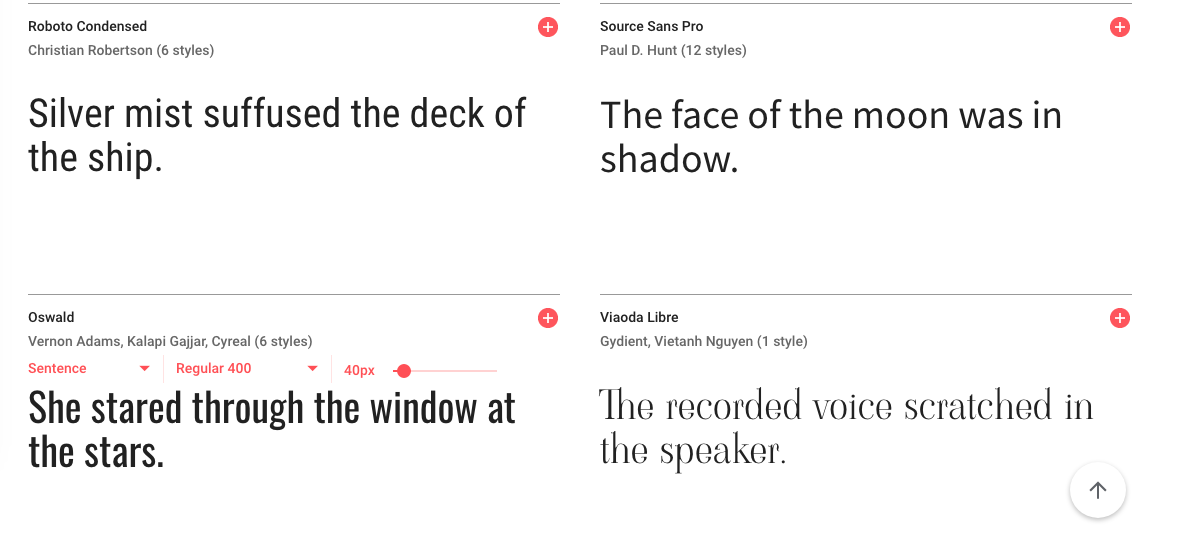 Roboto Condensed
Christian Robertson (6 styles)
Silver mist suffused the deck of
the ship.
Source Sans Pro
Paul D. Hunt (12 styles)
The face of the moon was in
shadow.
Oswald
Vernon Adams, Kalapi Gajjar, Cyreal (6 styles)
Sentence Regular 400 40px
She stared through the window at
the stars.
Viaoda Libre
Gydient, Vietanh Nguyen (1 style)
The recorded voice scratched in
the speaker.